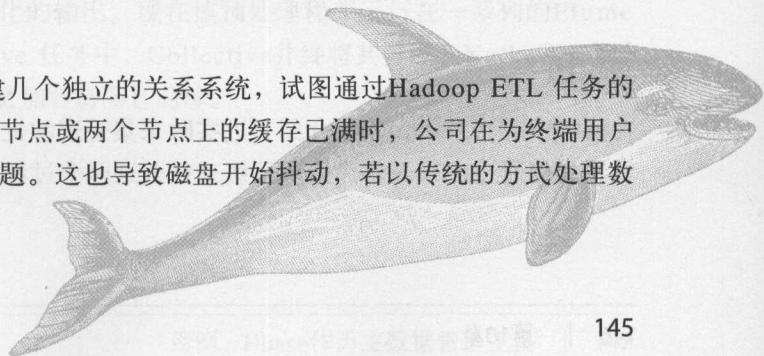 建几个独立的关系系统，试图通过Hadoop ETL 任务的
节点或两个节点上的缓存已满时，公司在为终端用户
题。这也导致磁盘开始抖动，若以传统的方式处理数
145